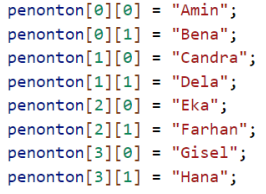 penonton[0][0] = "Amin";
penonton[0][1] = "Bena";
penonton[1][0] = "Candra";
penonton[1][1] = "Dela";
penonton[2][0] = "Eka";
penonton[2][1] = "Farhan";
penonton[3][0] = "Gisel";
penonton[3][1] = "Hana";